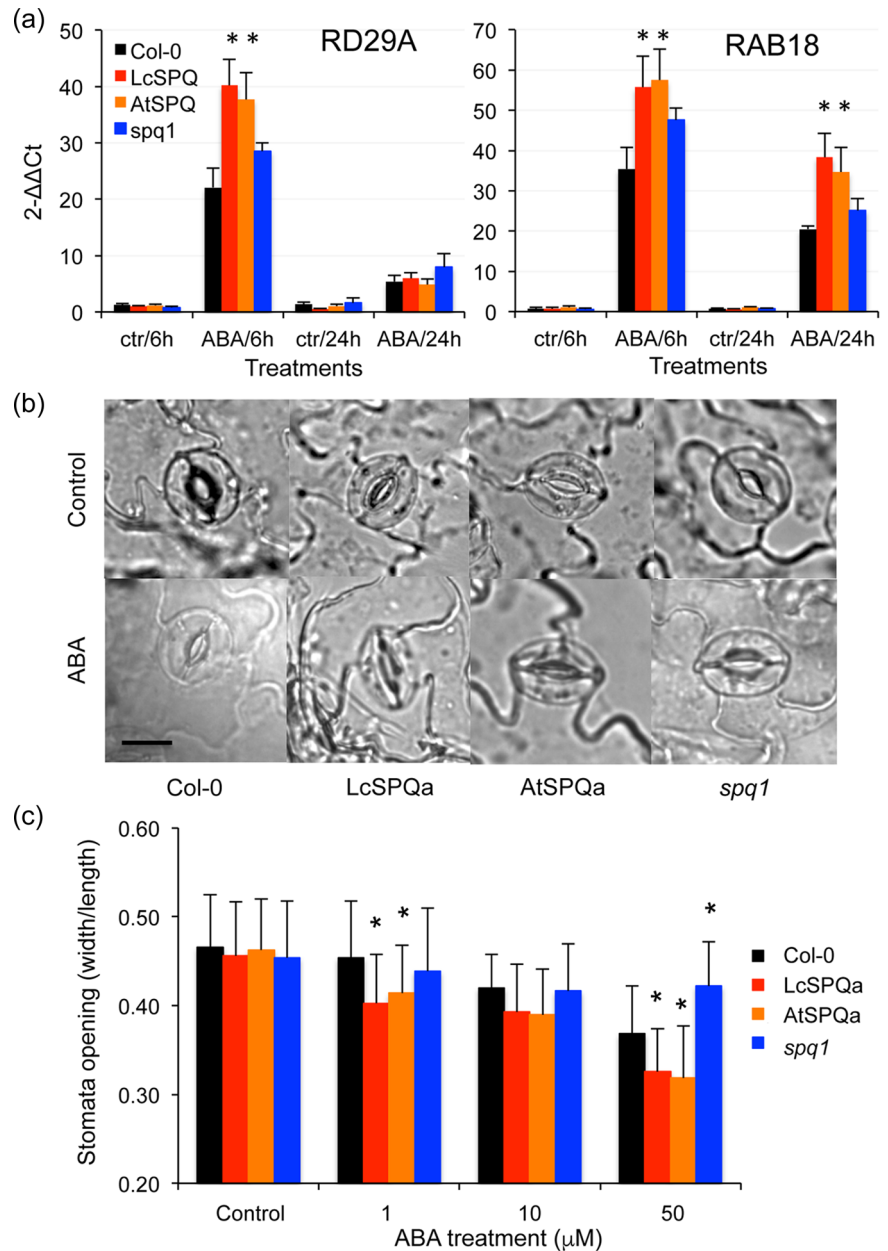 (a)
RD29A
RAB18
Col-0
LcSPQ
AtSPQ
spq1
* *
* *
* *
2-ΔΔCt
50
40
30
20
10
0
70
60
50
40
30
20
10
0
ctr/6h ABA/6h ctr/24h ABA/24h
Treatments
ctr/6h ABA/6h ctr/24h ABA/24h
Treatments
(b)
Control
ABA
Col-0 LcSPQa AtSPQa spq1
(c)
Stomata opening (width/length)
0.60
0.50
0.40
0.30
0.20
* *
* * *
Col-0
LcSPQa
AtSPQa
spq1
Control 1 10 50
ABA treatment (μM)